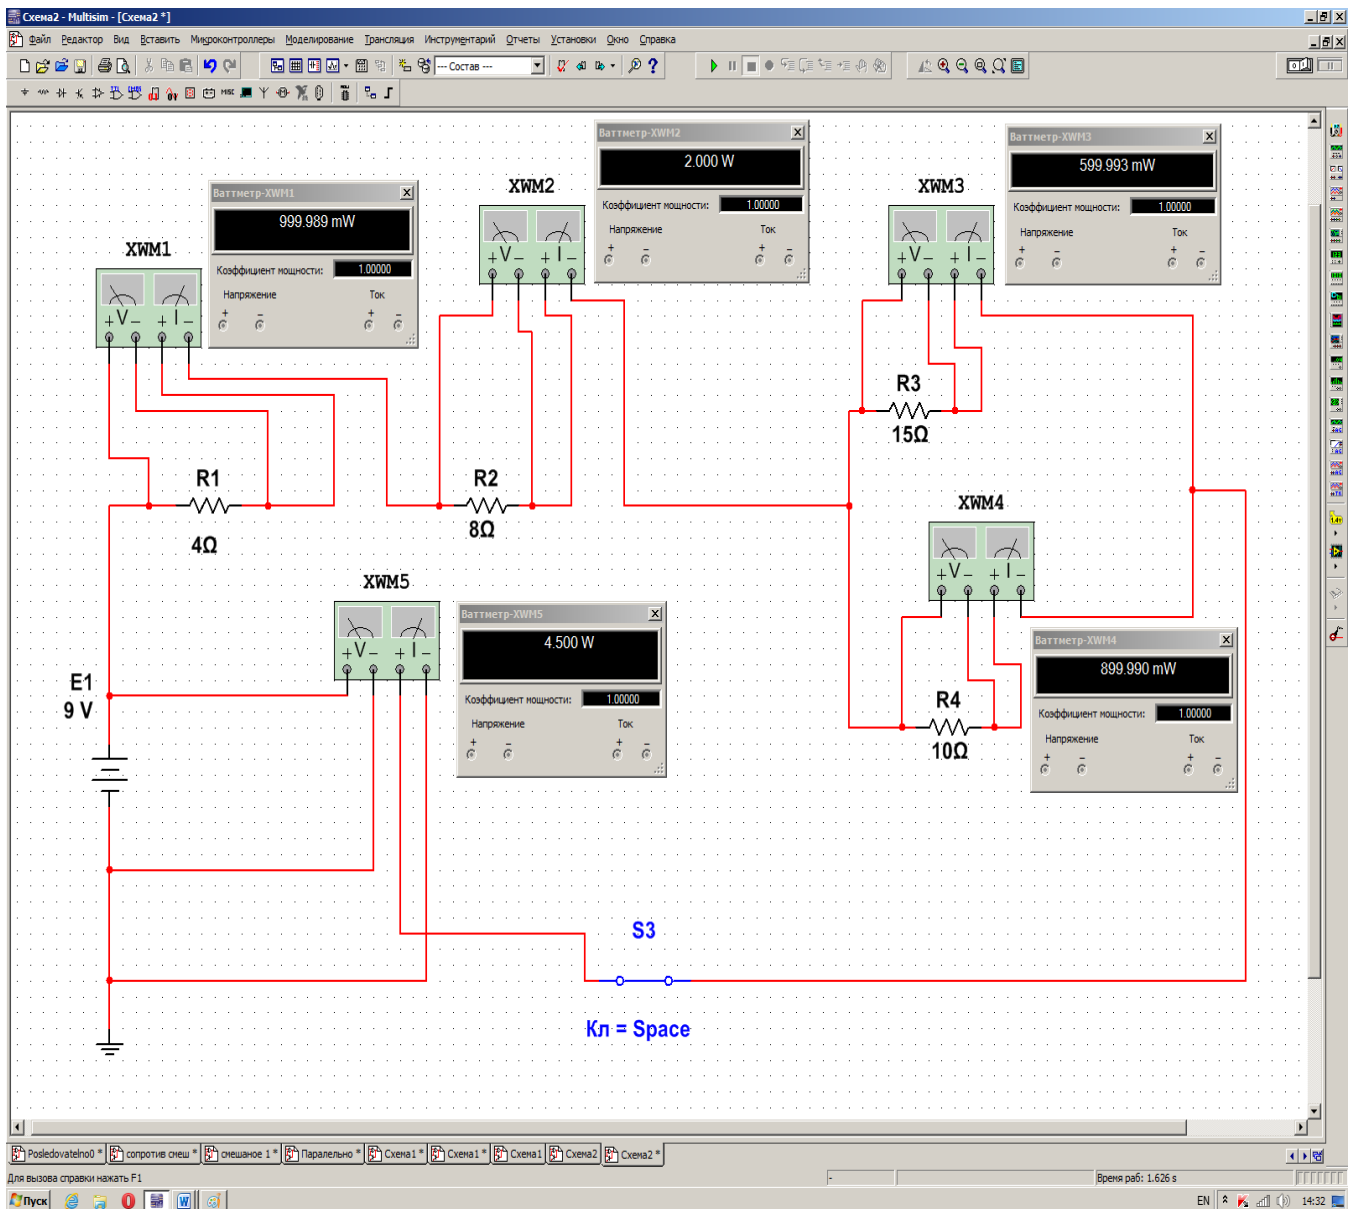 Схема2 - Multisim - [Схема2 *]
Файл Редактор Вид Вставить Микроконтроллеры Моделирование Трансляция Инструментарий Отчеты Установки Окно Справка
--- Состав ---
Ваттметр-XWM2
2.000 W
Коэффициент мощности: 1.00000
Напряжение Ток
+ - + -
Ваттметр-XWM3
599.993 mW
Коэффициент мощности: 1.00000
Напряжение Ток
+ - + -
Ваттметр-XWM1
999.989 mW
Коэффициент мощности: 1.00000
Напряжение Ток
+ - + -
XWM1
+V- +I-
XWM2
+V- +I-
XWM3
+V- +I-
R3
15Ω
R1
4Ω
R2
8Ω
XWM4
+V- +I-
XWM5
+V- +I-
Ваттметр-XWM5
4.500 W
Коэффициент мощности: 1.00000
Напряжение Ток
+ - + -
Ваттметр-XWM4
899.990 mW
Коэффициент мощности: 1.00000
Напряжение Ток
+ - + -
E1
9 V
R4
10Ω
S3
Кл = Space
Posledovatelno0 * сопротив смеш * смешаное 1 * Паралельно * Схема1 * Схема1 * Схема1 Схема2 Схема2 *
Для вызова справки нажать F1
-
Время раб: 1.626 s
Пуск
EN
14:32